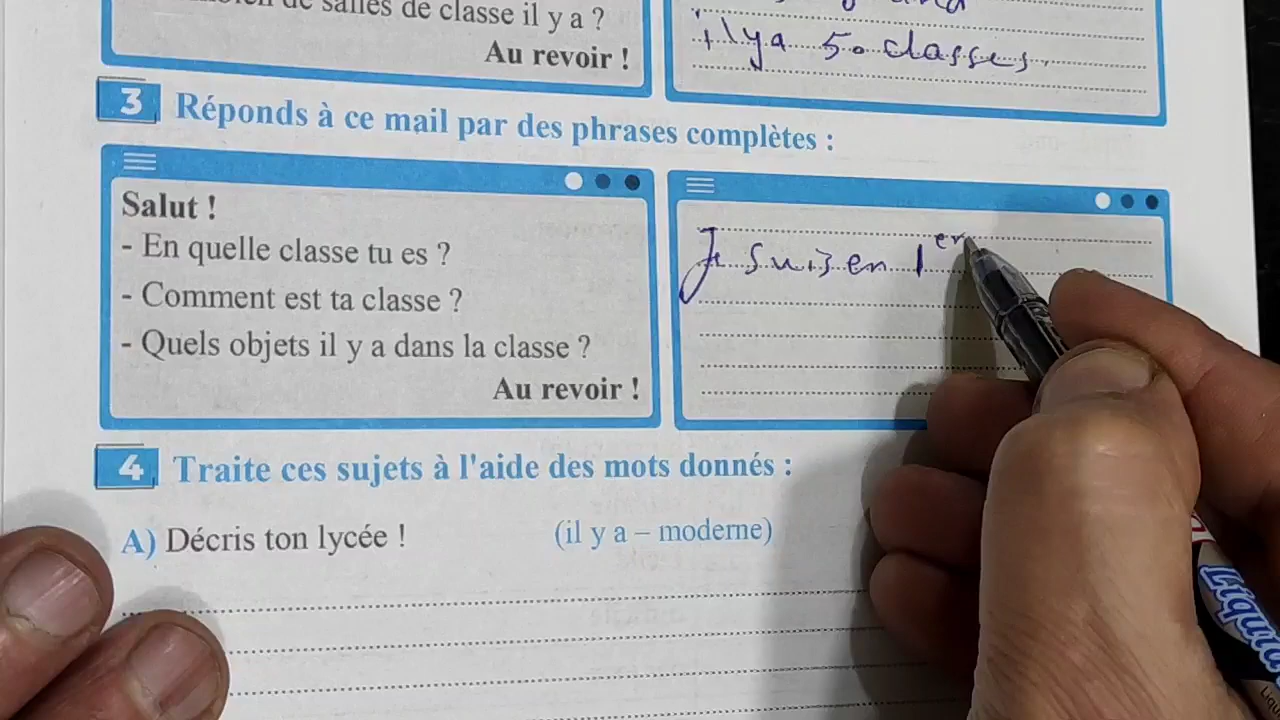 de salles de classe il y a ?
Au revoir !
il y a 50 classes.
3 Réponds à ce mail par des phrases complètes :
Salut !
- En quelle classe tu es ?
- Comment est ta classe ?
- Quels objets il y a dans la classe ?
Au revoir !
Je suis en 1er
4 Traite ces sujets à l'aide des mots donnés :
A) Décris ton lycée ! (il y a – moderne)